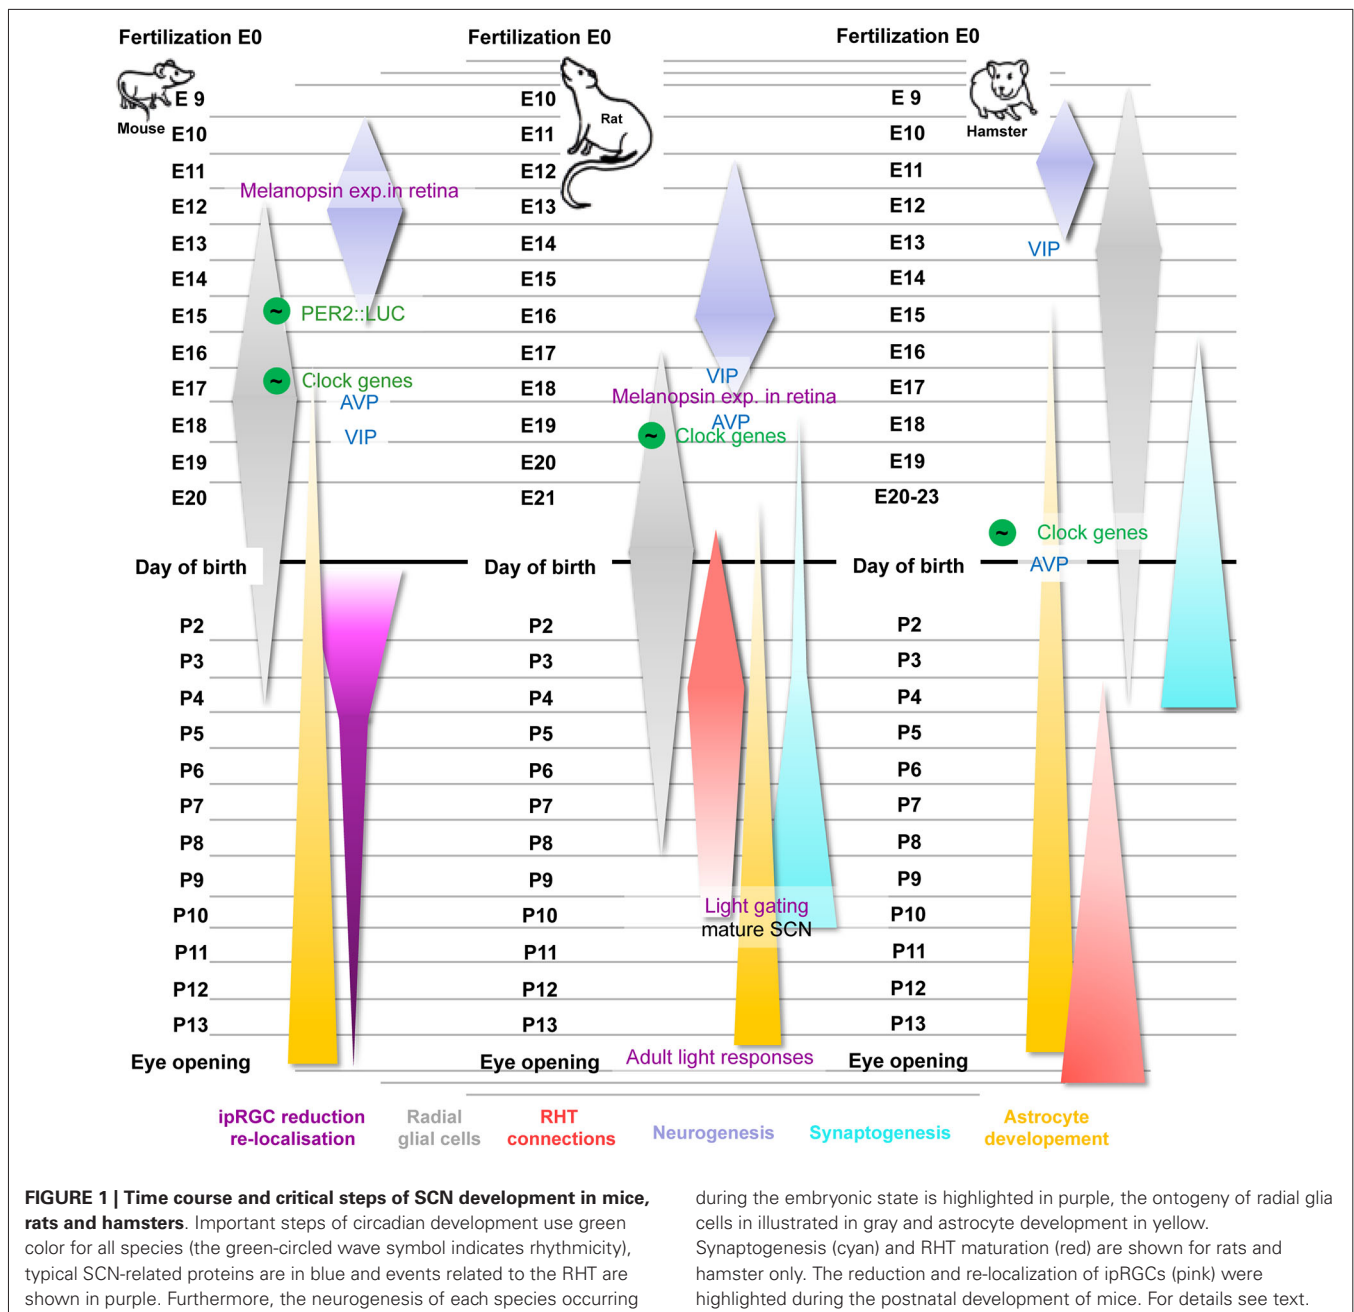 Fertilization E0
Mouse
E 9
E10
E11
Melanopsin exp.in retina
E12
E13
E14
E15
PER2::LUC
E16
E17
Clock genes
AVP
E18
VIP
E19
E20
Day of birth
P2
P3
P4
P5
P6
P7
P8
P9
P10
P11
P12
P13
Eye opening
Fertilization E0
Rat
E10
E11
E12
E13
E14
E15
E16
E17
VIP
E18
Melanopsin exp. in retina
AVP
E19
Clock genes
E20
E21
Day of birth
P2
P3
P4
P5
P6
P7
P8
P9
Light gating
P10
mature SCN
P11
P12
P13
Adult light responses
Eye opening
Fertilization E0
Hamster
E 9
E10
E11
E12
E13
VIP
E14
E15
E16
E17
E18
E19
E20-23
Clock genes
Day of birth
AVP
P2
P3
P4
P5
P6
P7
P8
P9
P10
P11
P12
P13
Eye opening
ipRGC reduction
re-localisation
Radial
glial cells
RHT
connections
Neurogenesis
Synaptogenesis
Astrocyte
developement
FIGURE 1 | Time course and critical steps of SCN development in mice,
rats and hamsters. Important steps of circadian development use green
color for all species (the green-circled wave symbol indicates rhythmicity),
typical SCN-related proteins are in blue and events related to the RHT are
shown in purple. Furthermore, the neurogenesis of each species occurring
during the embryonic state is highlighted in purple, the ontogeny of radial glia
cells in illustrated in gray and astrocyte development in yellow.
Synaptogenesis (cyan) and RHT maturation (red) are shown for rats and
hamster only. The reduction and re-localization of ipRGCs (pink) were
highlighted during the postnatal development of mice. For details see text.